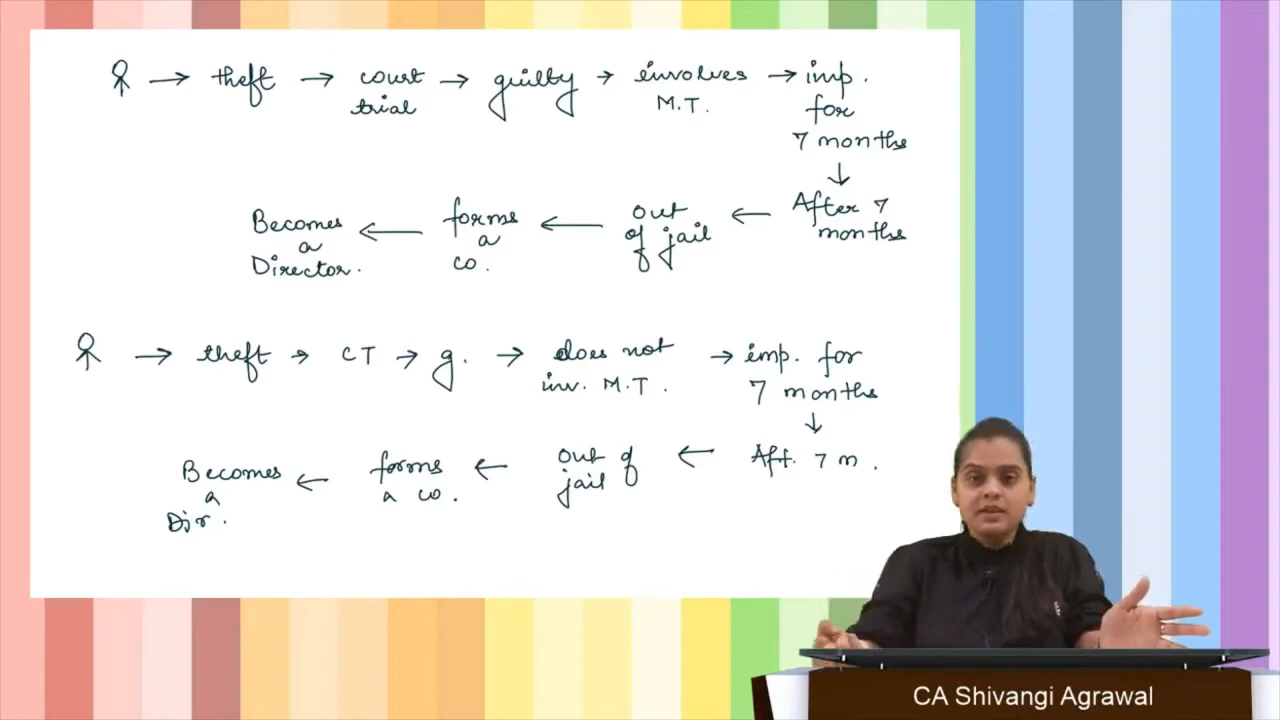 → theft → court trial → guilty → involves M.T. → imp. for 7 months
↓
After 7 months ← out of jail ← forms a co. ← Becomes a Director.
→ theft → CT → g. → does not inv. M.T. → imp. for 7 months
↓
Aft. 7 m. ← out of jail ← forms a co. ← Becomes a Dir.
CA Shivangi Agrawal